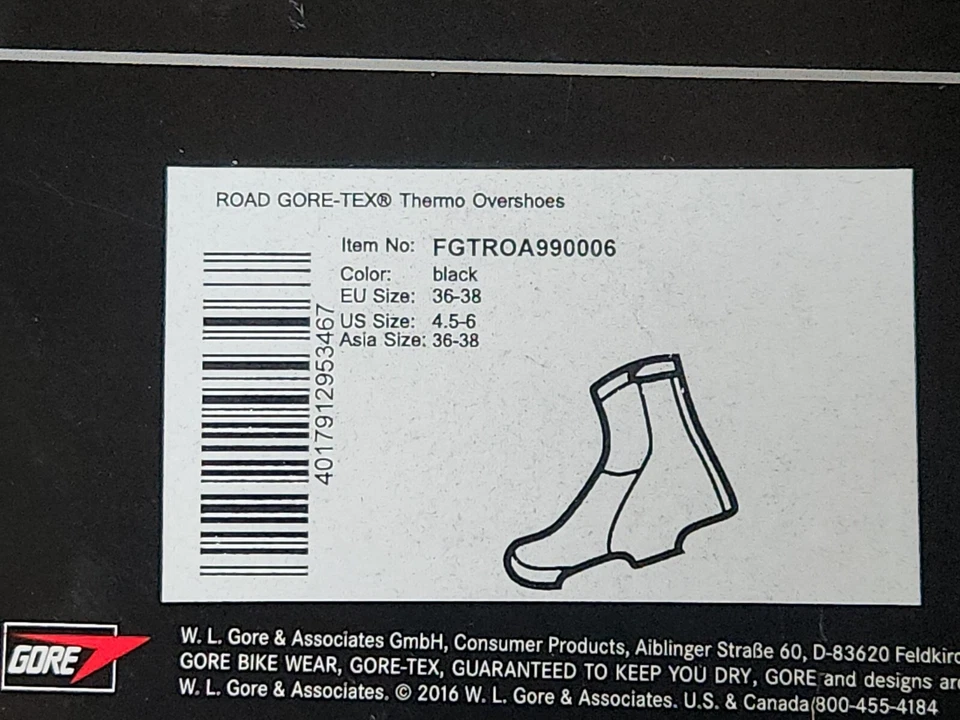 ROAD GORE-TEX® Thermo Overshoes
Item No: FGTROA990006
Color: black
EU Size: 36-38
US Size: 4.5-6
Asia Size: 36-38
4017912953467
GORE
W. L. Gore & Associates GmbH, Consumer Products, Aiblinger Straße 60, D-83620 Feldkirc
GORE BIKE WEAR, GORE-TEX, GUARANTEED TO KEEP YOU DRY, GORE and designs are
W. L. Gore & Associates. © 2016 W. L. Gore & Associates. U.S. & Canada(800-455-4184